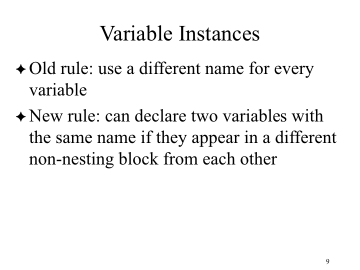 Variable Instances
✦Old rule: use a different name for every
variable
✦New rule: can declare two variables with
the same name if they appear in a different
non-nesting block from each other
9